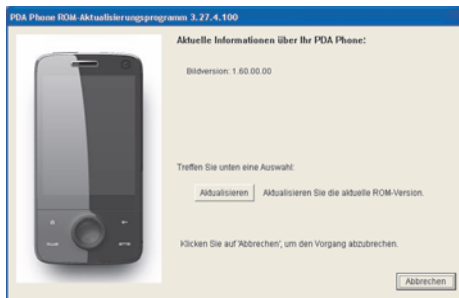 PDA Phone ROM-Aktualisierungsprogramm 3.27.4.100
Aktuelle Informationen über Ihr PDA Phone:
Bildversion: 1.60.00.00
Treffen Sie unten eine Auswahl:
Aktualisieren Aktualisieren Sie die aktuelle ROM-Version.
Klicken Sie auf 'Abbrechen', um den Vorgang abzubrechen.
Abbrechen